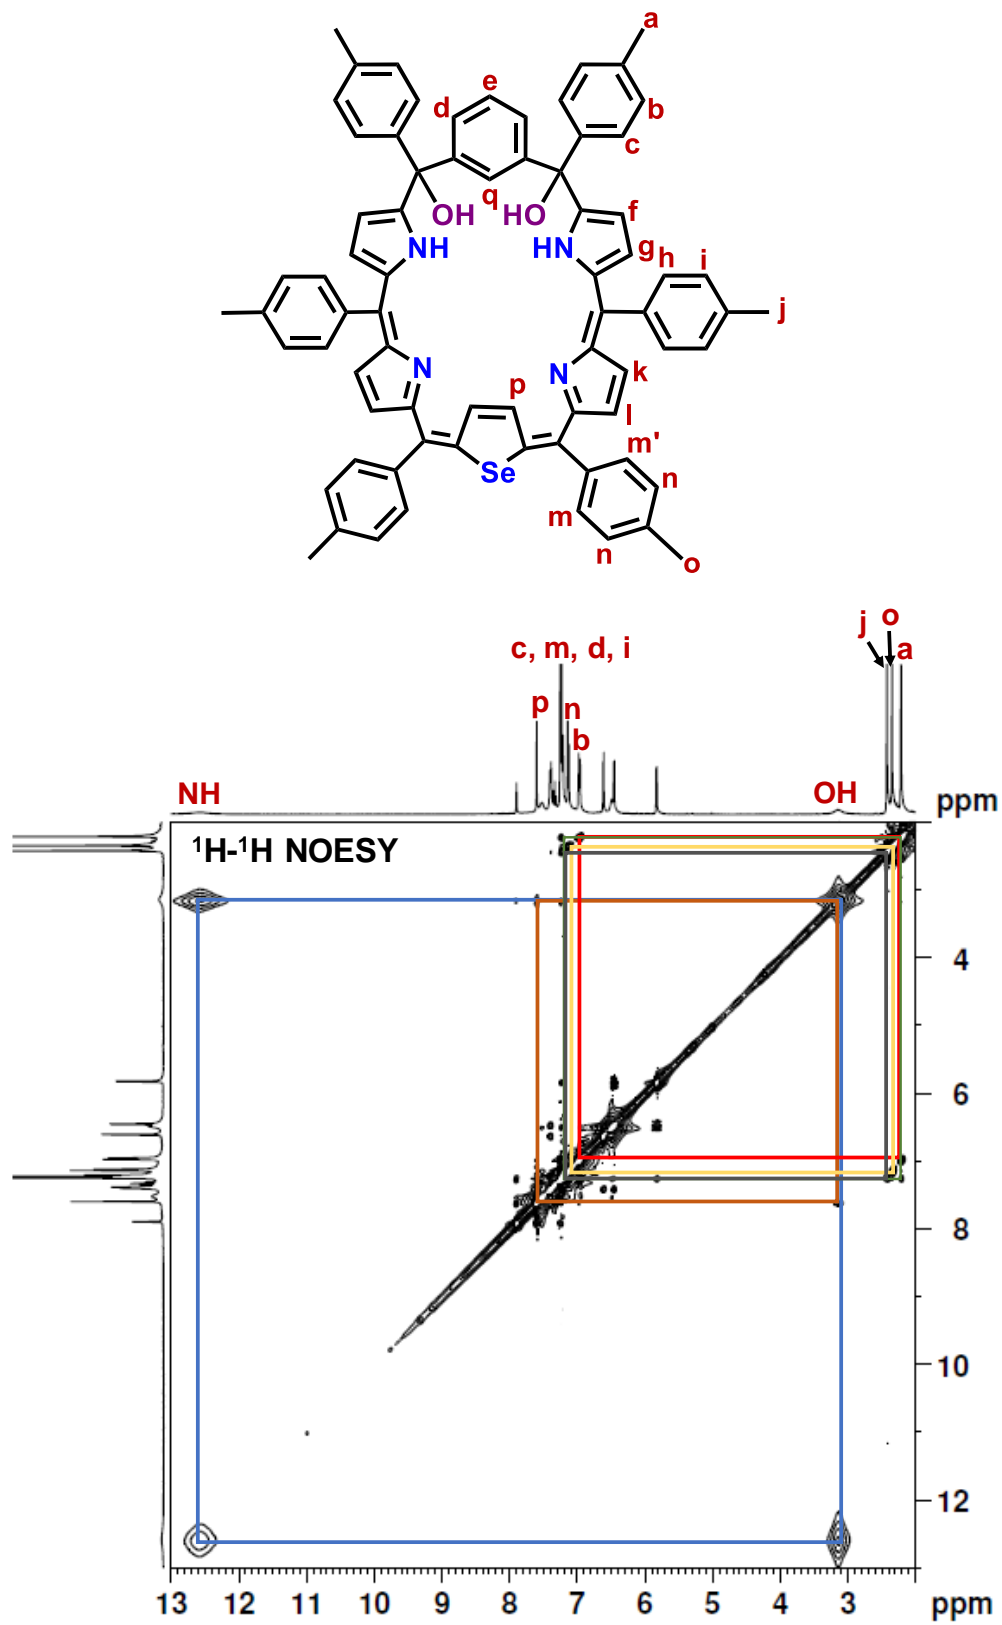 a
e
d
b
c
q
OH
HO
f
NH
HN
g
h
i
j
N
N
k
p
l
m'
Se
n
m
n
o
j
o
c, m, d, i
a
p
n
b
NH
OH
ppm
¹H-¹H NOESY
4
6
8
10
12
13 12 11 10 9 8 7 6 5 4 3 ppm